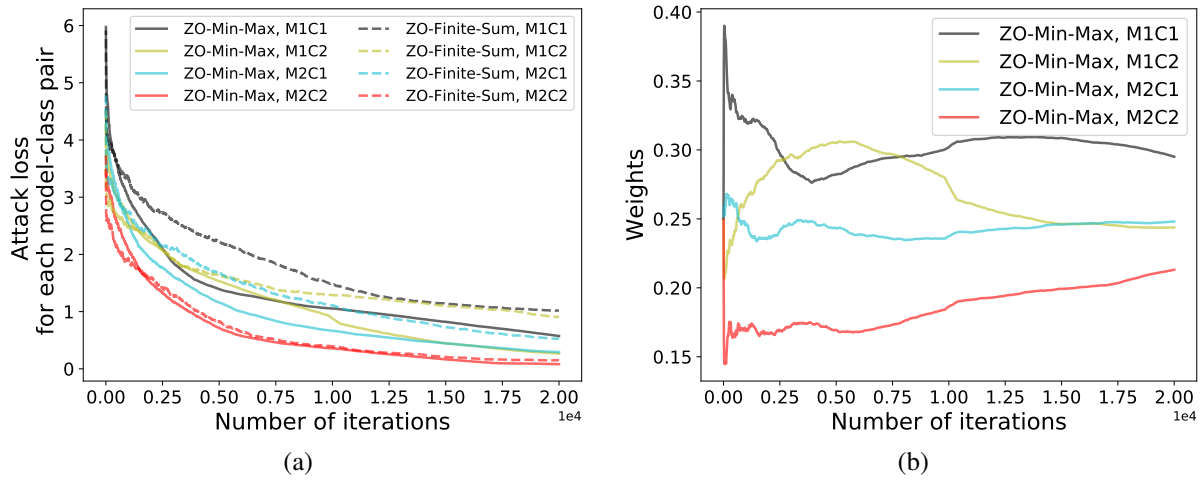 ZO-Min-Max, M1C1
ZO-Min-Max, M1C2
ZO-Min-Max, M2C1
ZO-Min-Max, M2C2
ZO-Finite-Sum, M1C1
ZO-Finite-Sum, M1C2
ZO-Finite-Sum, M2C1
ZO-Finite-Sum, M2C2
Attack loss
for each model-class pair
6
5
4
3
2
1
0
0.00 0.25 0.50 0.75 1.00 1.25 1.50 1.75 2.00
1e4
Number of iterations
(a)
ZO-Min-Max, M1C1
ZO-Min-Max, M1C2
ZO-Min-Max, M2C1
ZO-Min-Max, M2C2
Weights
0.40
0.35
0.30
0.25
0.20
0.15
0.00 0.25 0.50 0.75 1.00 1.25 1.50 1.75 2.00
1e4
Number of iterations
(b)